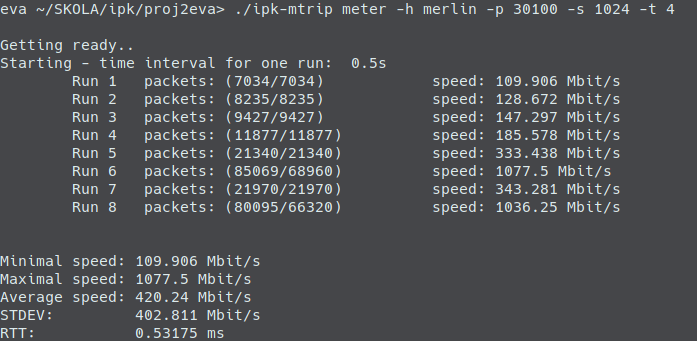 eva ~/SKOLA/ipk/proj2eva> ./ipk-mtrip meter -h merlin -p 30100 -s 1024 -t 4
Getting ready..
Starting - time interval for one run:  0.5s
Run 1   packets: (7034/7034)   speed: 109.906 Mbit/s
Run 2   packets: (8235/8235)   speed: 128.672 Mbit/s
Run 3   packets: (9427/9427)   speed: 147.297 Mbit/s
Run 4   packets: (11877/11877)   speed: 185.578 Mbit/s
Run 5   packets: (21340/21340)   speed: 333.438 Mbit/s
Run 6   packets: (85069/68960)   speed: 1077.5 Mbit/s
Run 7   packets: (21970/21970)   speed: 343.281 Mbit/s
Run 8   packets: (80095/66320)   speed: 1036.25 Mbit/s
Minimal speed: 109.906 Mbit/s
Maximal speed: 1077.5 Mbit/s
Average speed: 420.24 Mbit/s
STDEV:         402.811 Mbit/s
RTT:           0.53175 ms